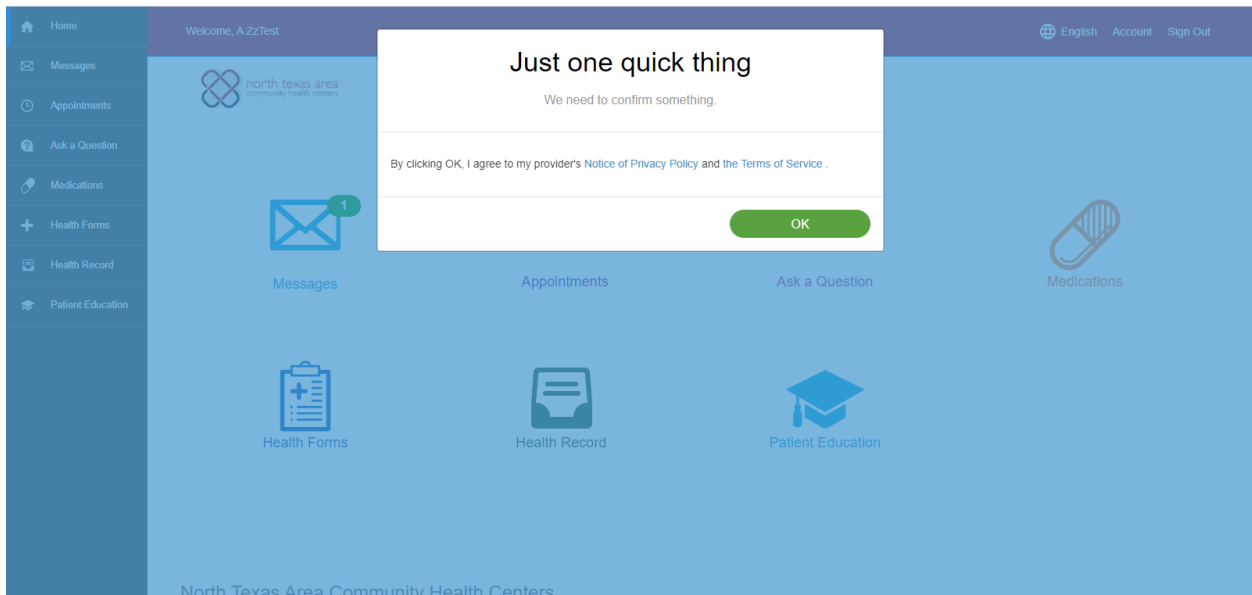 Home
Welcome, A ZzTest
English Account Sign Out
Messages
Appointments
Ask a Question
Medications
Health Forms
Health Record
Patient Education
north texas area
community health centers
Just one quick thing
We need to confirm something.
By clicking OK, I agree to my provider's Notice of Privacy Policy and the Terms of Service .
OK
1
Messages
Appointments
Ask a Question
Medications
Health Forms
Health Record
Patient Education
North Texas Area Community Health Centers